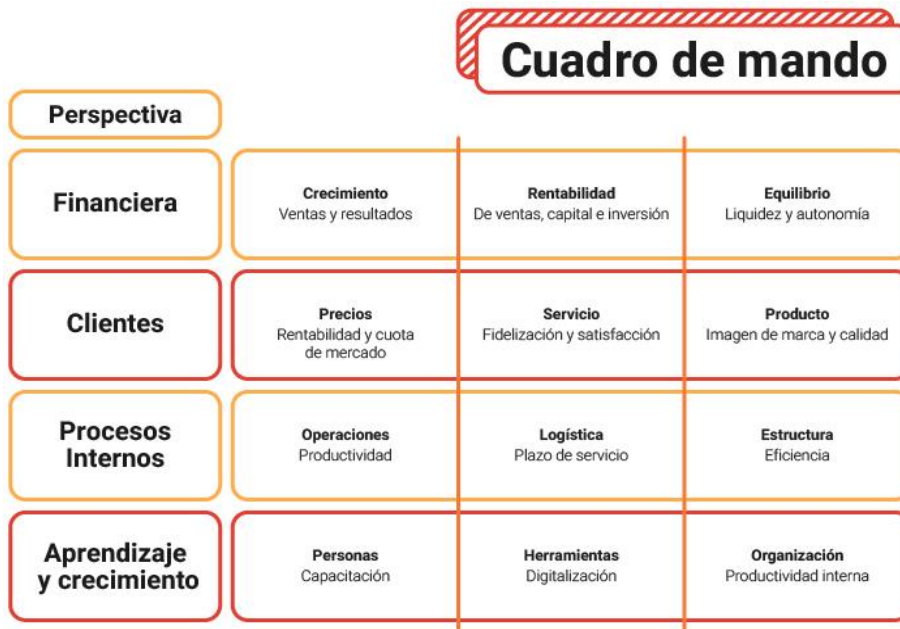 Cuadro de mando
Perspectiva
Financiera
Crecimiento
Ventas y resultados
Rentabilidad
De ventas, capital e inversión
Equilibrio
Liquidez y autonomía
Clientes
Precios
Rentabilidad y cuota
de mercado
Servicio
Fidelización y satisfacción
Producto
Imagen de marca y calidad
Procesos
Internos
Operaciones
Productividad
Logística
Plazo de servicio
Estructura
Eficiencia
Aprendizaje
y crecimiento
Personas
Capacitación
Herramientas
Digitalización
Organización
Productividad interna